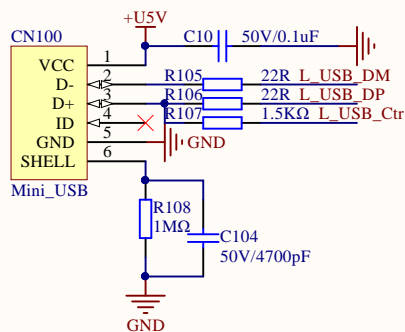 +U5V
CN100
C10 50V/0.1uF
VCC 1
D- 2 R105 22R L_USB_DM
D+ 3 R106 22R L_USB_DP
ID 4 R107 1.5KΩ L_USB_Ctr
GND 5 GND
SHELL 6
Mini_USB
R108
1MΩ
C104
50V/4700pF
GND